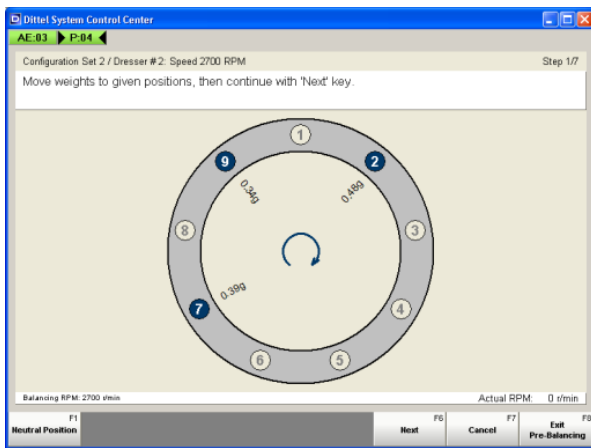 Dittel System Control Center
AE:03 P:04
Configuration Set 2 / Dresser # 2: Speed 2700 RPM Step 1/7
Move weights to given positions, then continue with 'Next' key.
1
9 2
0.34g 0.48g
8 3
0.39g
7 4
6 5
Balancing RPM: 2700 r/min Actual RPM: 0 r/min
F1 F6 F7 F8
Neutral Position Next Cancel Exit
Pre-Balancing